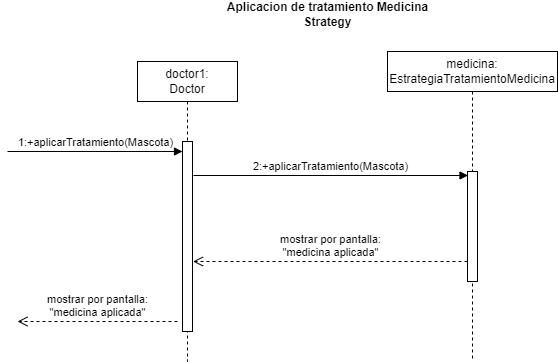 Aplicacion de tratamiento Medicina
Strategy
doctor1:
Doctor
medicina:
EstrategiaTratamientoMedicina
1:+aplicarTratamiento(Mascota)
2:+aplicarTratamiento(Mascota)
mostrar por pantalla:
"medicina aplicada"
mostrar por pantalla:
"medicina aplicada"